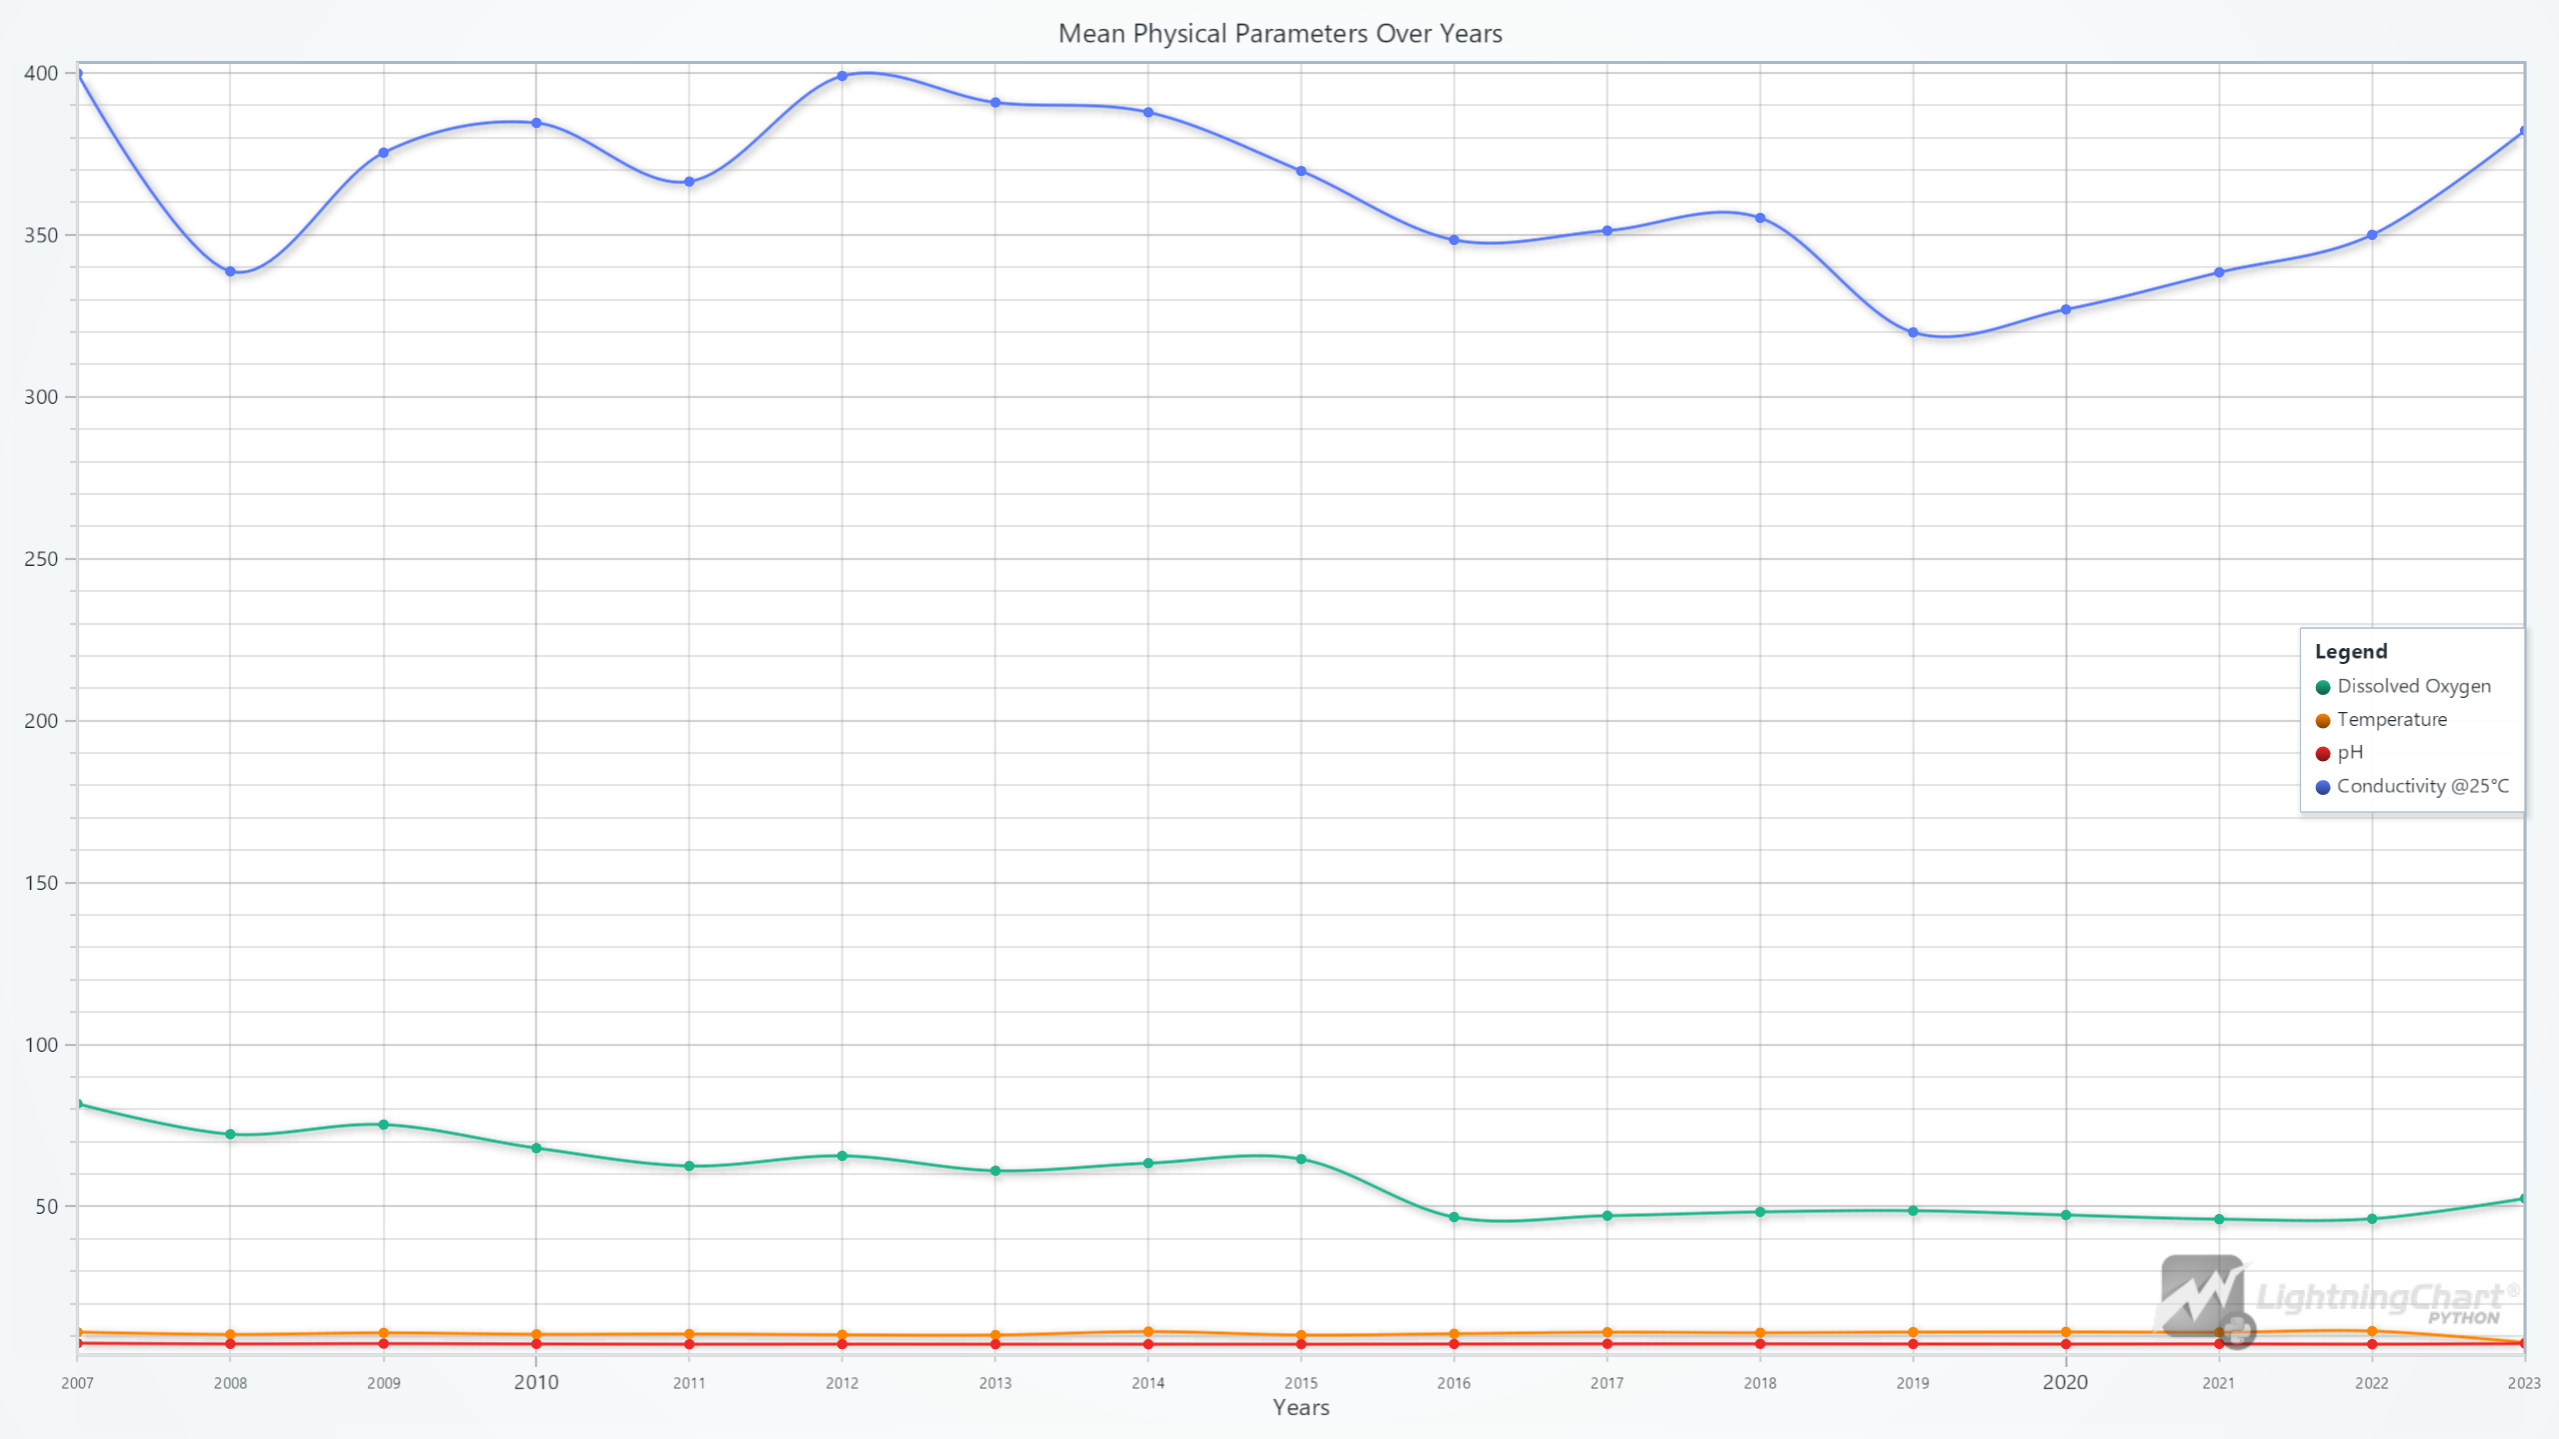 Mean Physical Parameters Over Years
400
350
300
250
200
150
100
50
Legend
Dissolved Oxygen
Temperature
pH
Conductivity @25°C
LightningChart®
PYTHON
2007 2008 2009 2010 2011 2012 2013 2014 2015 2016 2017 2018 2019 2020 2021 2022 2023
Years